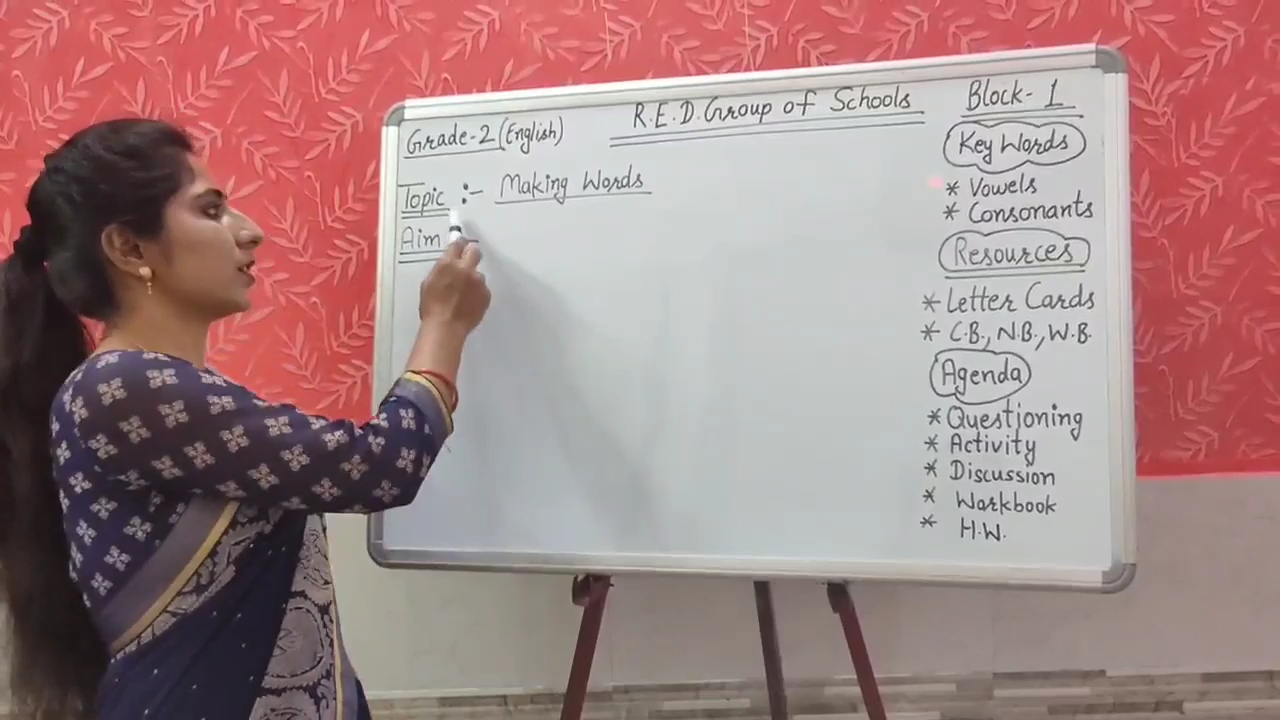 Grade-2 (English)
R.E.D. Group of Schools
Block- 1
Topic :- Making Words
Aim
Key Words
* Vowels
* Consonants
Resources
* Letter Cards
* C.B., N.B., W.B.
Agenda
* Questioning
* Activity
* Discussion
* Workbook
* H.W.